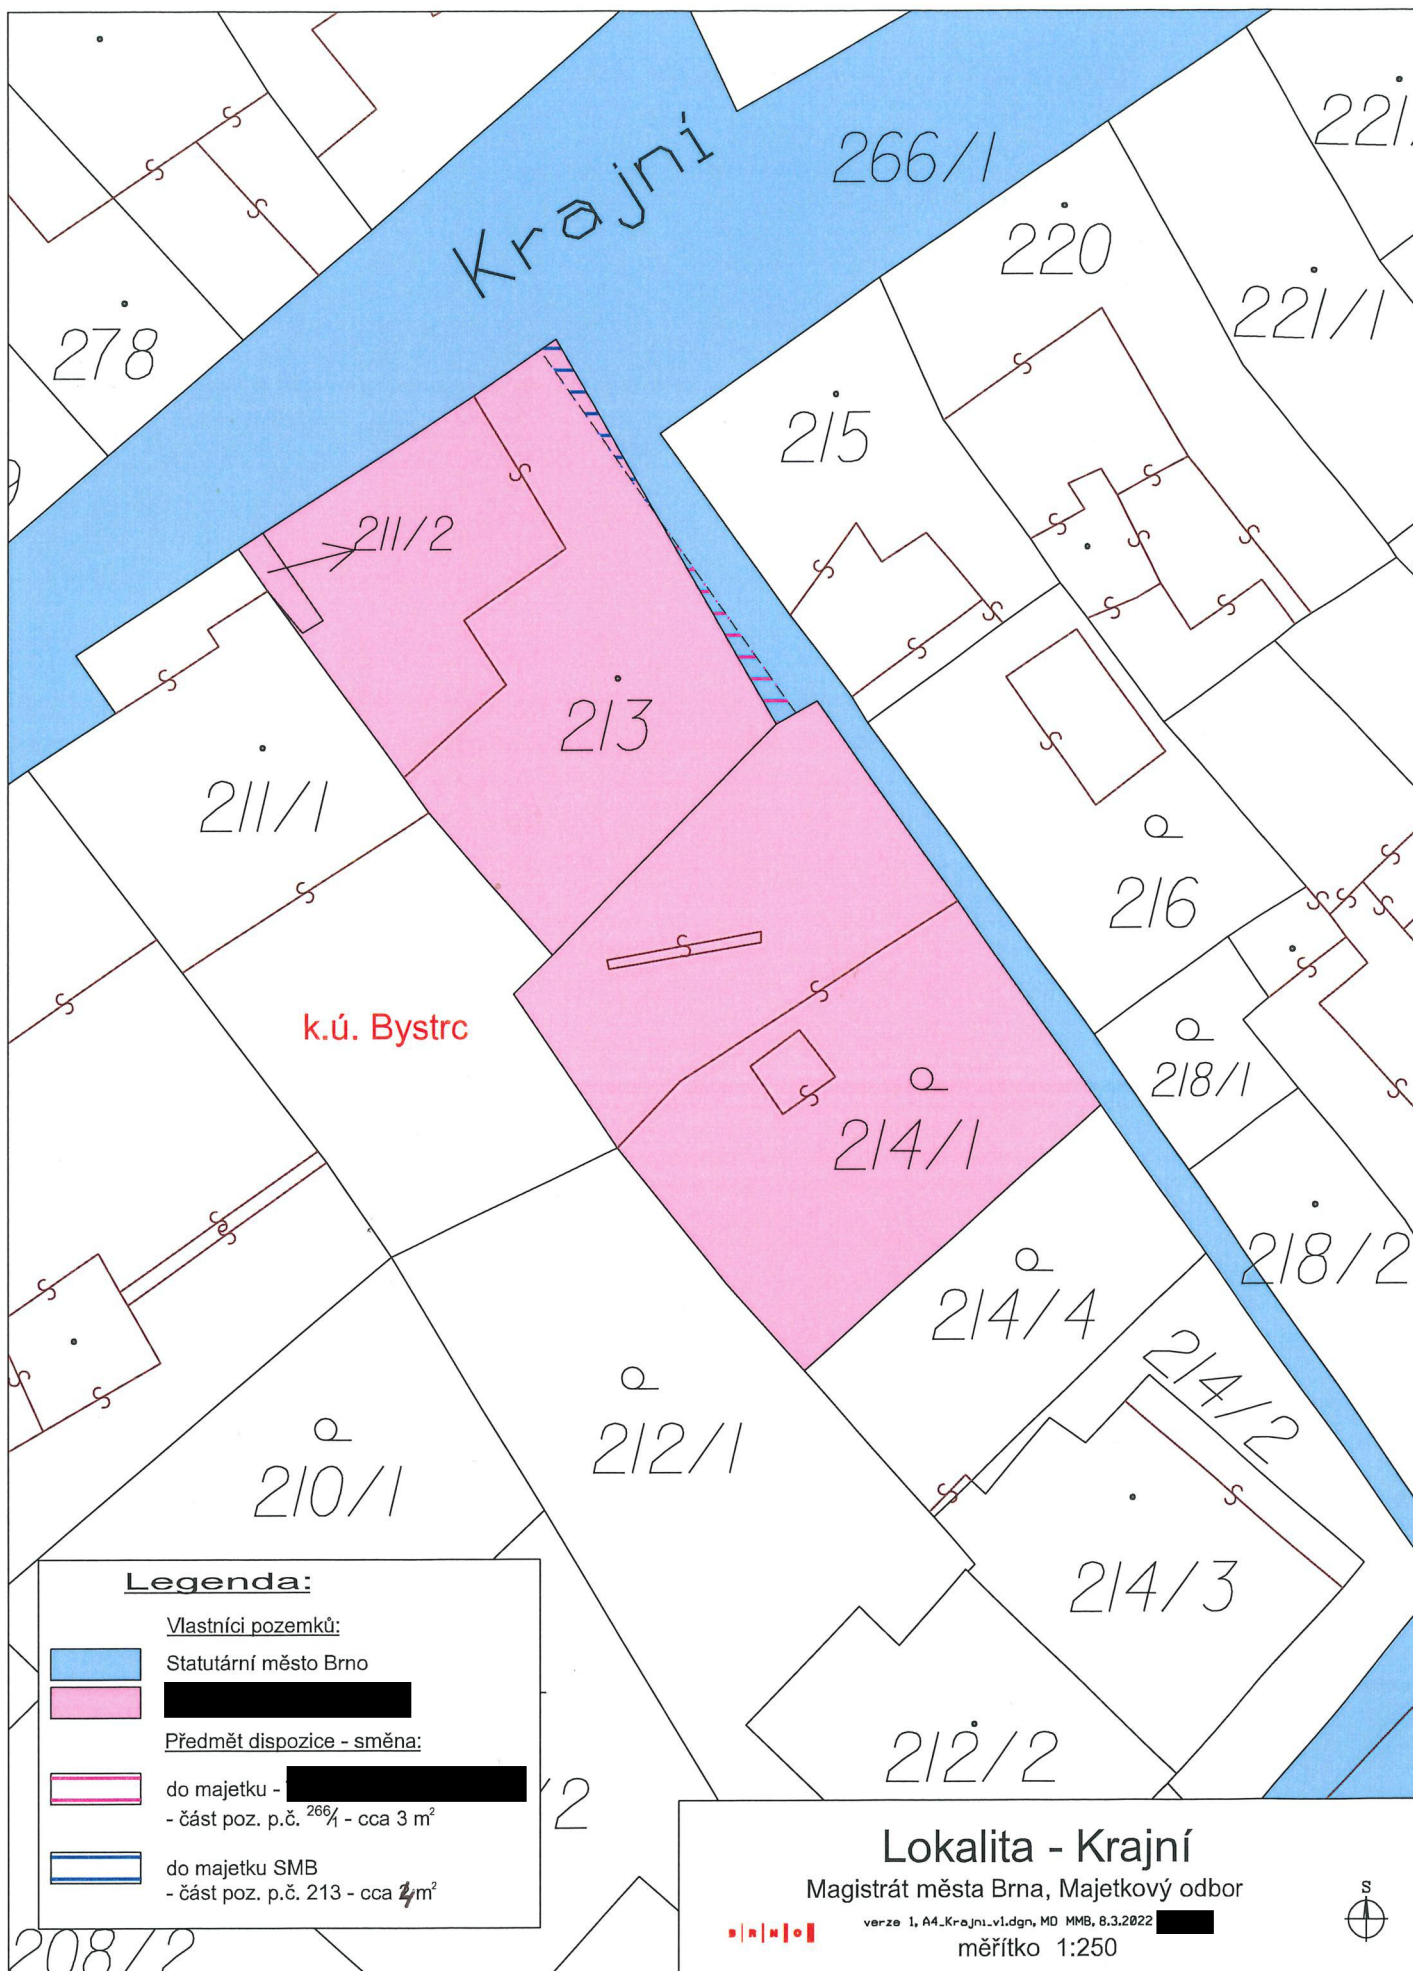 Krajní
266/1
221/1
220
278
215
211/2
213
211/1
216
k.ú. Bystrc
218/1
214/1
218/2
214/4
214/2
212/1
210/1
214/3
212/2
208/2
Legenda:
Vlastníci pozemků:
Statutární město Brno
Předmět dispozice - směna:
do majetku -
- část poz. p.č. 266/1 - cca 3 m²
do majetku SMB
- část poz. p.č. 213 - cca m²
/2
Lokalita - Krajní
Magistrát města Brna, Majetkový odbor
verze 1, A4_Krajni_v1.dgn, MD MMB, 8.3.2022
BRNO
měřítko 1:250
S